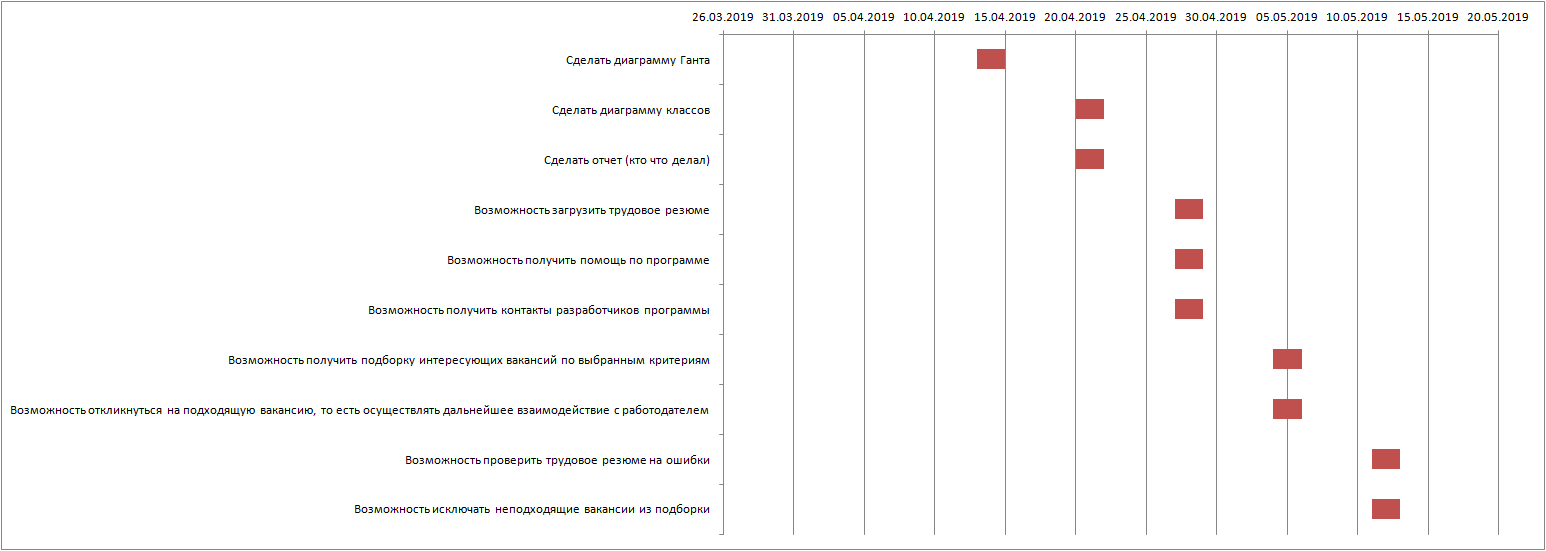 26.03.2019 31.03.2019 05.04.2019 10.04.2019 15.04.2019 20.04.2019 25.04.2019 30.04.2019 05.05.2019 10.05.2019 15.05.2019 20.05.2019
Сделать диаграмму Ганта
Сделать диаграмму классов
Сделать отчет (кто что делал)
Возможность загрузить трудовое резюме
Возможность получить помощь по программе
Возможность получить контакты разработчиков программы
Возможность получить подборку интересующих вакансий по выбранным критериям
Возможность откликнуться на подходящую вакансию, то есть осуществлять дальнейшее взаимодействие с работодателем
Возможность проверить трудовое резюме на ошибки
Возможность исключать неподходящие вакансии из подборки